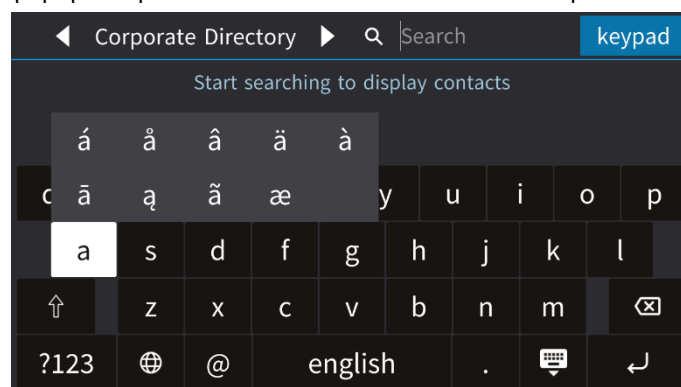 Corporate Directory Search keypad
Start searching to display contacts
á å â ä à
ā ą ã æ y u i o p
a s d f g h j k l
z x c v b n m
?123 @ english .